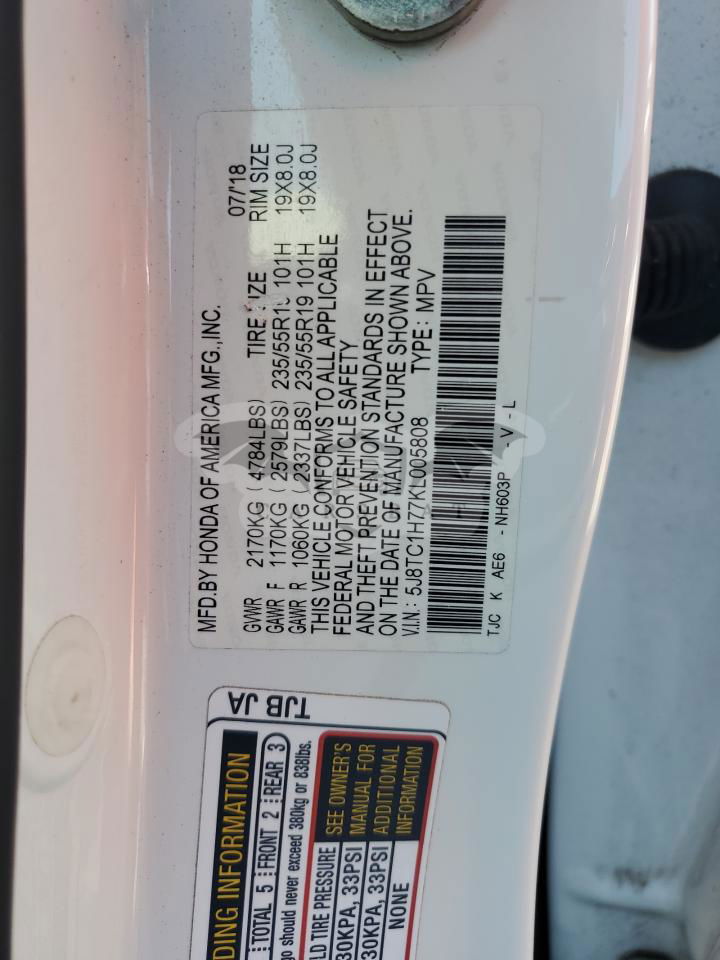 MFD.BY HONDA OF AMERICA MFG.,INC. 07/'18
GVWR 2170KG ( 4784LBS) TIRE SIZE RIM SIZE
GAWR F 1170KG ( 2579LBS) 235/55R19 101H 19X8.0J
GAWR R 1060KG ( 2337LBS) 235/55R19 101H 19X8.0J
THIS VEHICLE CONFORMS TO ALL APPLICABLE
FEDERAL MOTOR VEHICLE SAFETY
AND THEFT PREVENTION STANDARDS IN EFFECT
ON THE DATE OF MANUFACTURE SHOWN ABOVE.
V.I.N.: 5J8TC1H77KL005808 TYPE : MPV
TJC K AE6 - NH603P - V - L
TJB JA
DING INFORMATION
TOTAL 5 FRONT 2 REAR 3
go should never exceed 380kg or 838lbs.
LD TIRE PRESSURE
30KPA, 33PSI
30KPA, 33PSI
NONE
SEE OWNER'S
MANUAL FOR
ADDITIONAL
INFORMATION